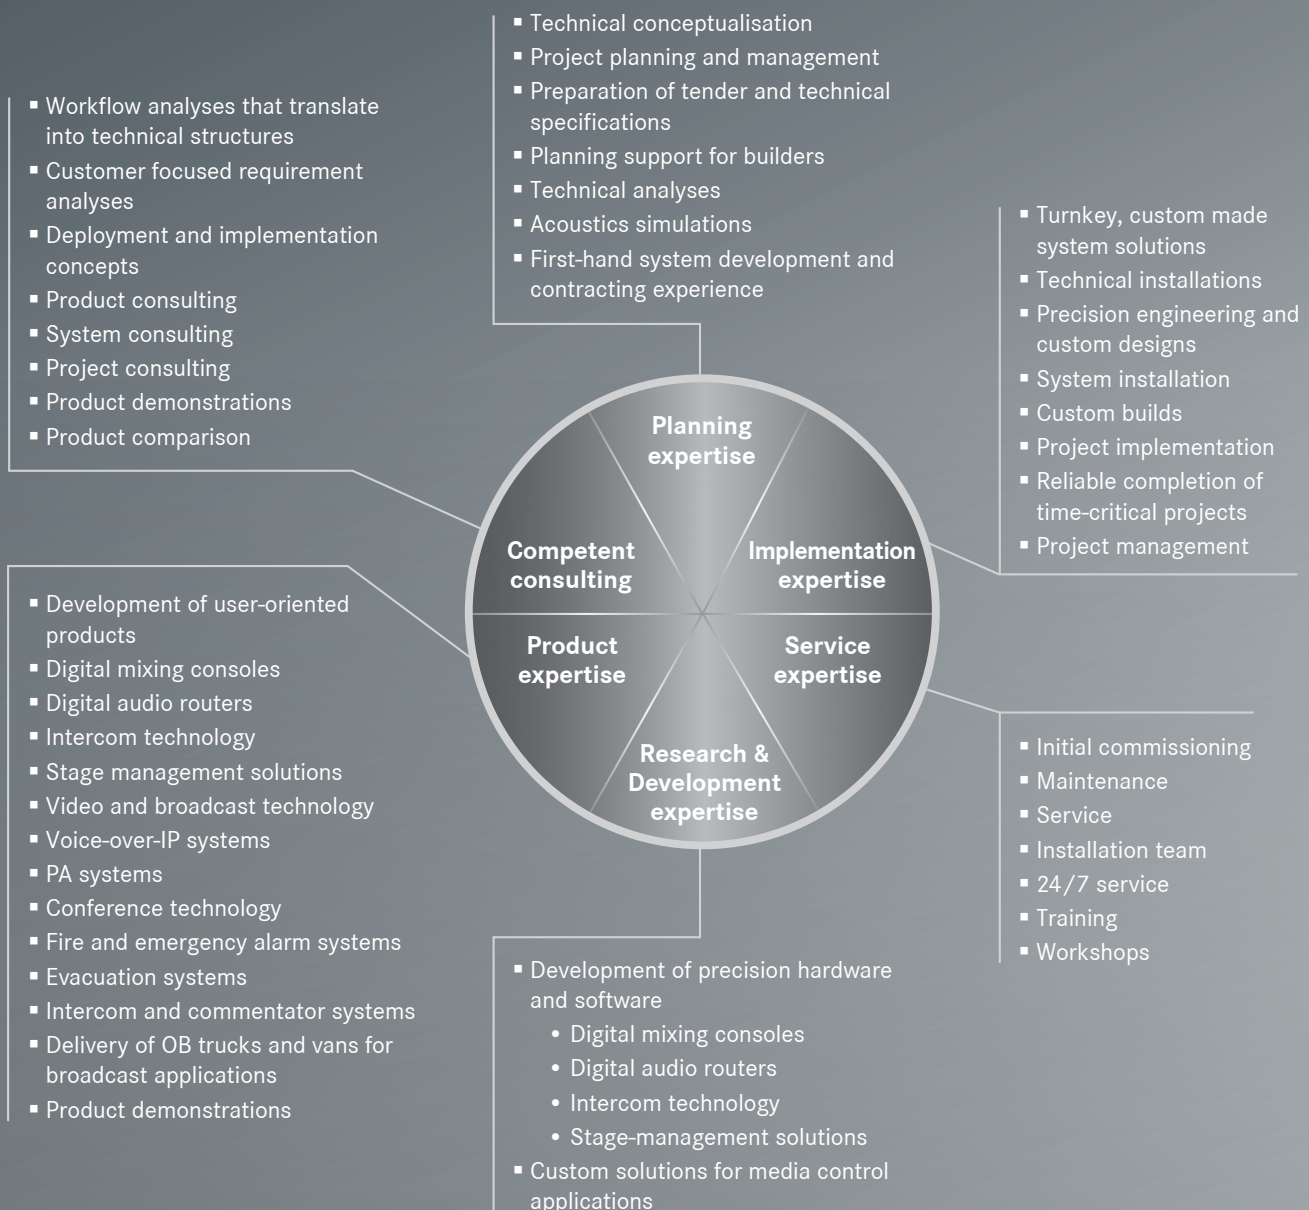 ▪ Technical conceptualisation
▪ Project planning and management
▪ Preparation of tender and technical
specifications
▪ Planning support for builders
▪ Technical analyses
▪ Acoustics simulations
▪ First-hand system development and
contracting experience
▪ Workflow analyses that translate
into technical structures
▪ Customer focused requirement
analyses
▪ Deployment and implementation
concepts
▪ Product consulting
▪ System consulting
▪ Project consulting
▪ Product demonstrations
▪ Product comparison
▪ Turnkey, custom made
system solutions
▪ Technical installations
▪ Precision engineering and
custom designs
▪ System installation
▪ Custom builds
▪ Project implementation
▪ Reliable completion of
time-critical projects
▪ Project management
Planning
expertise
Competent
consulting
Implementation
expertise
Product
expertise
Service
expertise
Research &
Development
expertise
▪ Development of user-oriented
products
▪ Digital mixing consoles
▪ Digital audio routers
▪ Intercom technology
▪ Stage management solutions
▪ Video and broadcast technology
▪ Voice-over-IP systems
▪ PA systems
▪ Conference technology
▪ Fire and emergency alarm systems
▪ Evacuation systems
▪ Intercom and commentator systems
▪ Delivery of OB trucks and vans for
broadcast applications
▪ Product demonstrations
▪ Initial commissioning
▪ Maintenance
▪ Service
▪ Installation team
▪ 24/7 service
▪ Training
▪ Workshops
▪ Development of precision hardware
and software
• Digital mixing consoles
• Digital audio routers
• Intercom technology
• Stage-management solutions
▪ Custom solutions for media control
applications